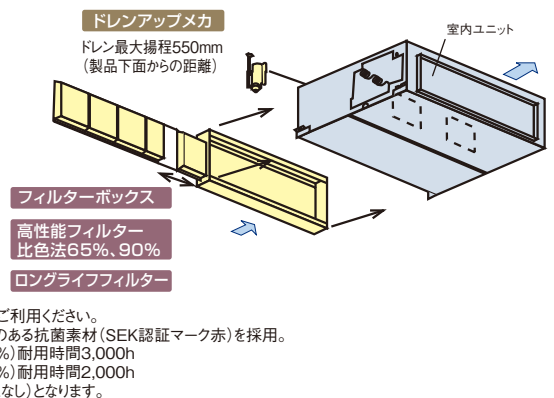 ドレンアップメカ
ドレン最大揚程550mm
（製品下面からの距離）
室内ユニット
フィルターボックス
高性能フィルター
比色法65%、90%
ロングライフフィルター
ご利用ください。
のある抗菌素材（SEK認証マーク赤）を採用。
%）耐用時間3,000h
%）耐用時間2,000h
なし）となります。